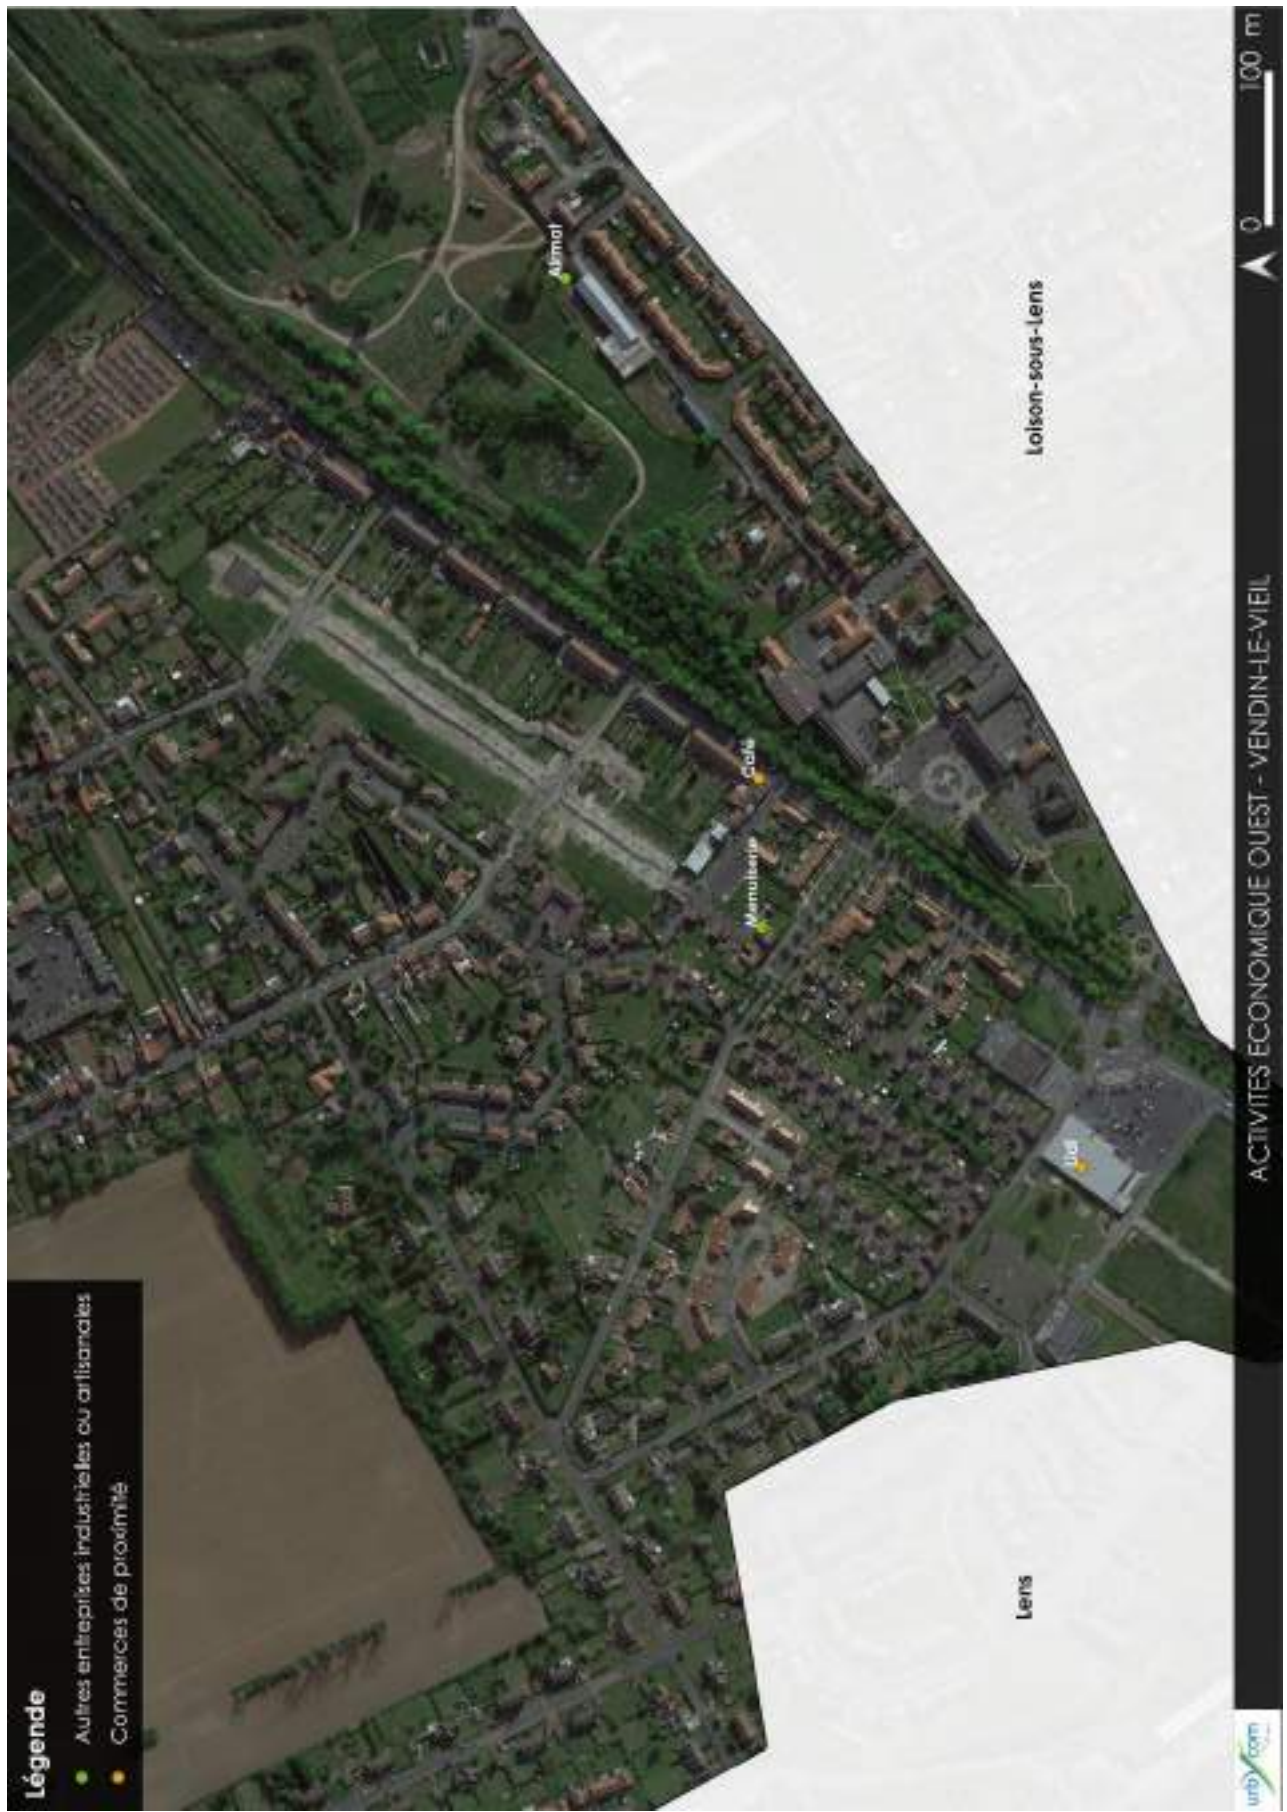 Légende
Autres entreprises industrielles ou artisanales
Commerces de proximité
Almat
Café
Menuiserie
Lidl
Loison-sous-Lens
Lens
urbycom
ACTIVITES ECONOMIQUE OUEST - VENDIN-LE-VIEIL
0 100 m